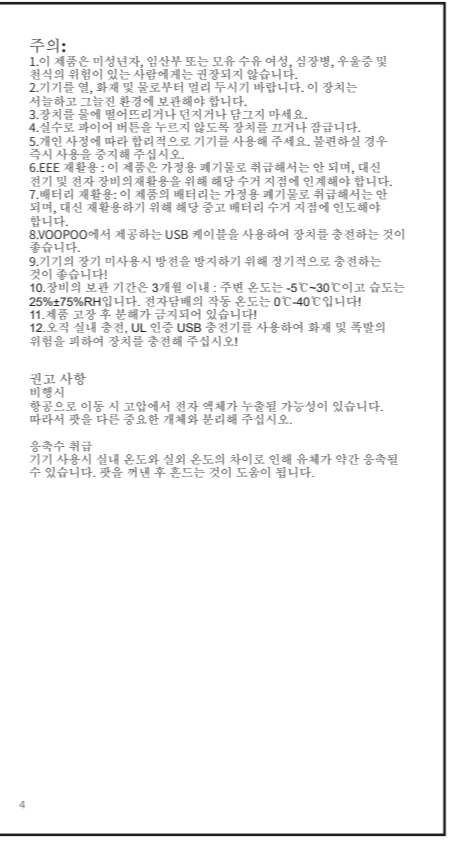 주의:
1.이 제품은 미성년자, 임산부 또는 모유 수유 여성, 심장병, 우울증 및
천식의 위험이 있는 사람에게는 권장되지 않습니다.
2.기기를 열, 화재 및 물로부터 멀리 두시기 바랍니다. 이 장치는
서늘하고 그늘진 환경에 보관해야 합니다.
3.장치를 물에 떨어뜨리거나 던지거나 담그지 마세요.
4.실수로 파이어 버튼을 누르지 않도록 장치를 끄거나 잠급니다.
5.개인 사정에 따라 합리적으로 기기를 사용해 주세요. 불편하실 경우
즉시 사용을 중지해 주십시오.
6.EEE 재활용 : 이 제품은 가정용 폐기물로 취급해서는 안 되며, 대신
전기 및 전자 장비의재활용을 위해 해당 수거 지점에 인계해야 합니다.
7.배터리 재활용: 이 제품의 배터리는 가정용 폐기물로 취급해서는 안
되며, 대신 재활용하기 위해 해당 중고 배터리 수거 지점에 인도해야
합니다.
8.VOOPOO에서 제공하는 USB 케이블을 사용하여 장치를 충전하는 것이
좋습니다.
9.기기의 장기 미사용시 방전을 방지하기 위해 정기적으로 충전하는
것이 좋습니다!
10.장비의 보관 기간은 3개월 이내 : 주변 온도는 -5℃~30℃이고 습도는
25%±75%RH입니다. 전자담배의 작동 온도는 0℃-40℃입니다!
11.제품 고장 후 분해가 금지되어 있습니다!
12.오직 실내 충전, UL 인증 USB 충전기를 사용하여 화재 및 폭발의
위험을 피하여 장치를 충전해 주십시오!
권고 사항
비행시
항공으로 이동 시 고압에서 전자 액체가 누출될 가능성이 있습니다.
따라서 팟을 다른 중요한 개체와 분리해 주십시오.
응축수 취급
기기 사용시 실내 온도와 실외 온도의 차이로 인해 유체가 약간 응축될
수 있습니다. 팟을 꺼낸 후 흔드는 것이 도움이 됩니다.
4